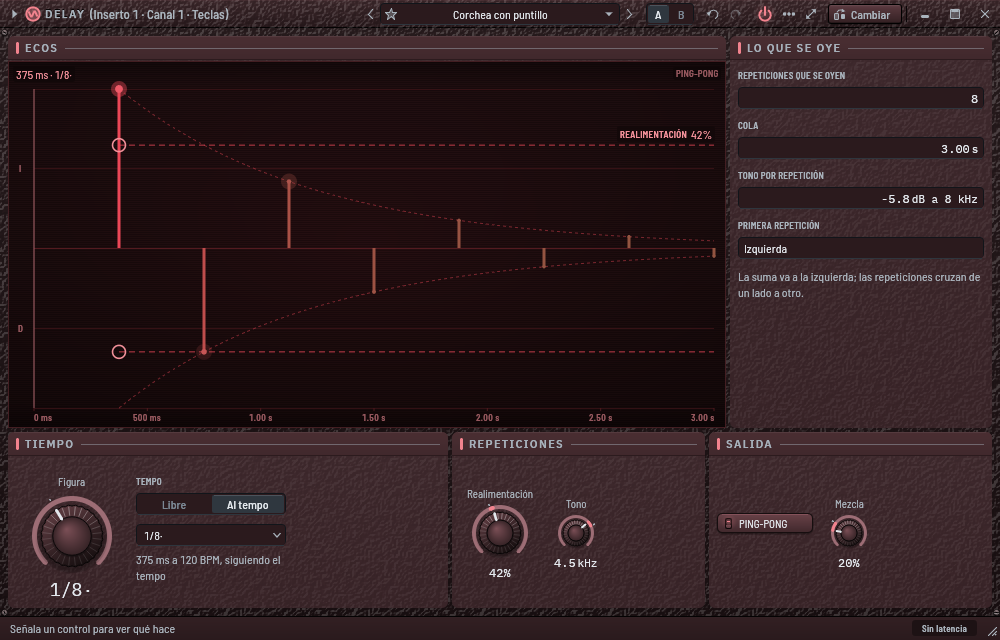 DELAY (Inserto 1 · Canal 1 · Teclas)
Corchea con puntillo
A B
Cambiar
ECOS
375 ms · 1/8·
PING-PONG
REALIMENTACIÓN 42%
I
D
0 ms 500 ms 1.00 s 1.50 s 2.00 s 2.50 s 3.00 s
LO QUE SE OYE
REPETICIONES QUE SE OYEN
8
COLA
3.00 s
TONO POR REPETICIÓN
-5.8 dB a 8 kHz
PRIMERA REPETICIÓN
Izquierda
La suma va a la izquierda; las repeticiones cruzan de
un lado a otro.
TIEMPO
Figura
1/8·
TEMPO
Libre Al tempo
1/8·
375 ms a 120 BPM, siguiendo el
tempo
REPETICIONES
Realimentación
42%
Tono
4.5 kHz
SALIDA
PING-PONG
Mezcla
20%
Señala un control para ver qué hace
Sin latencia